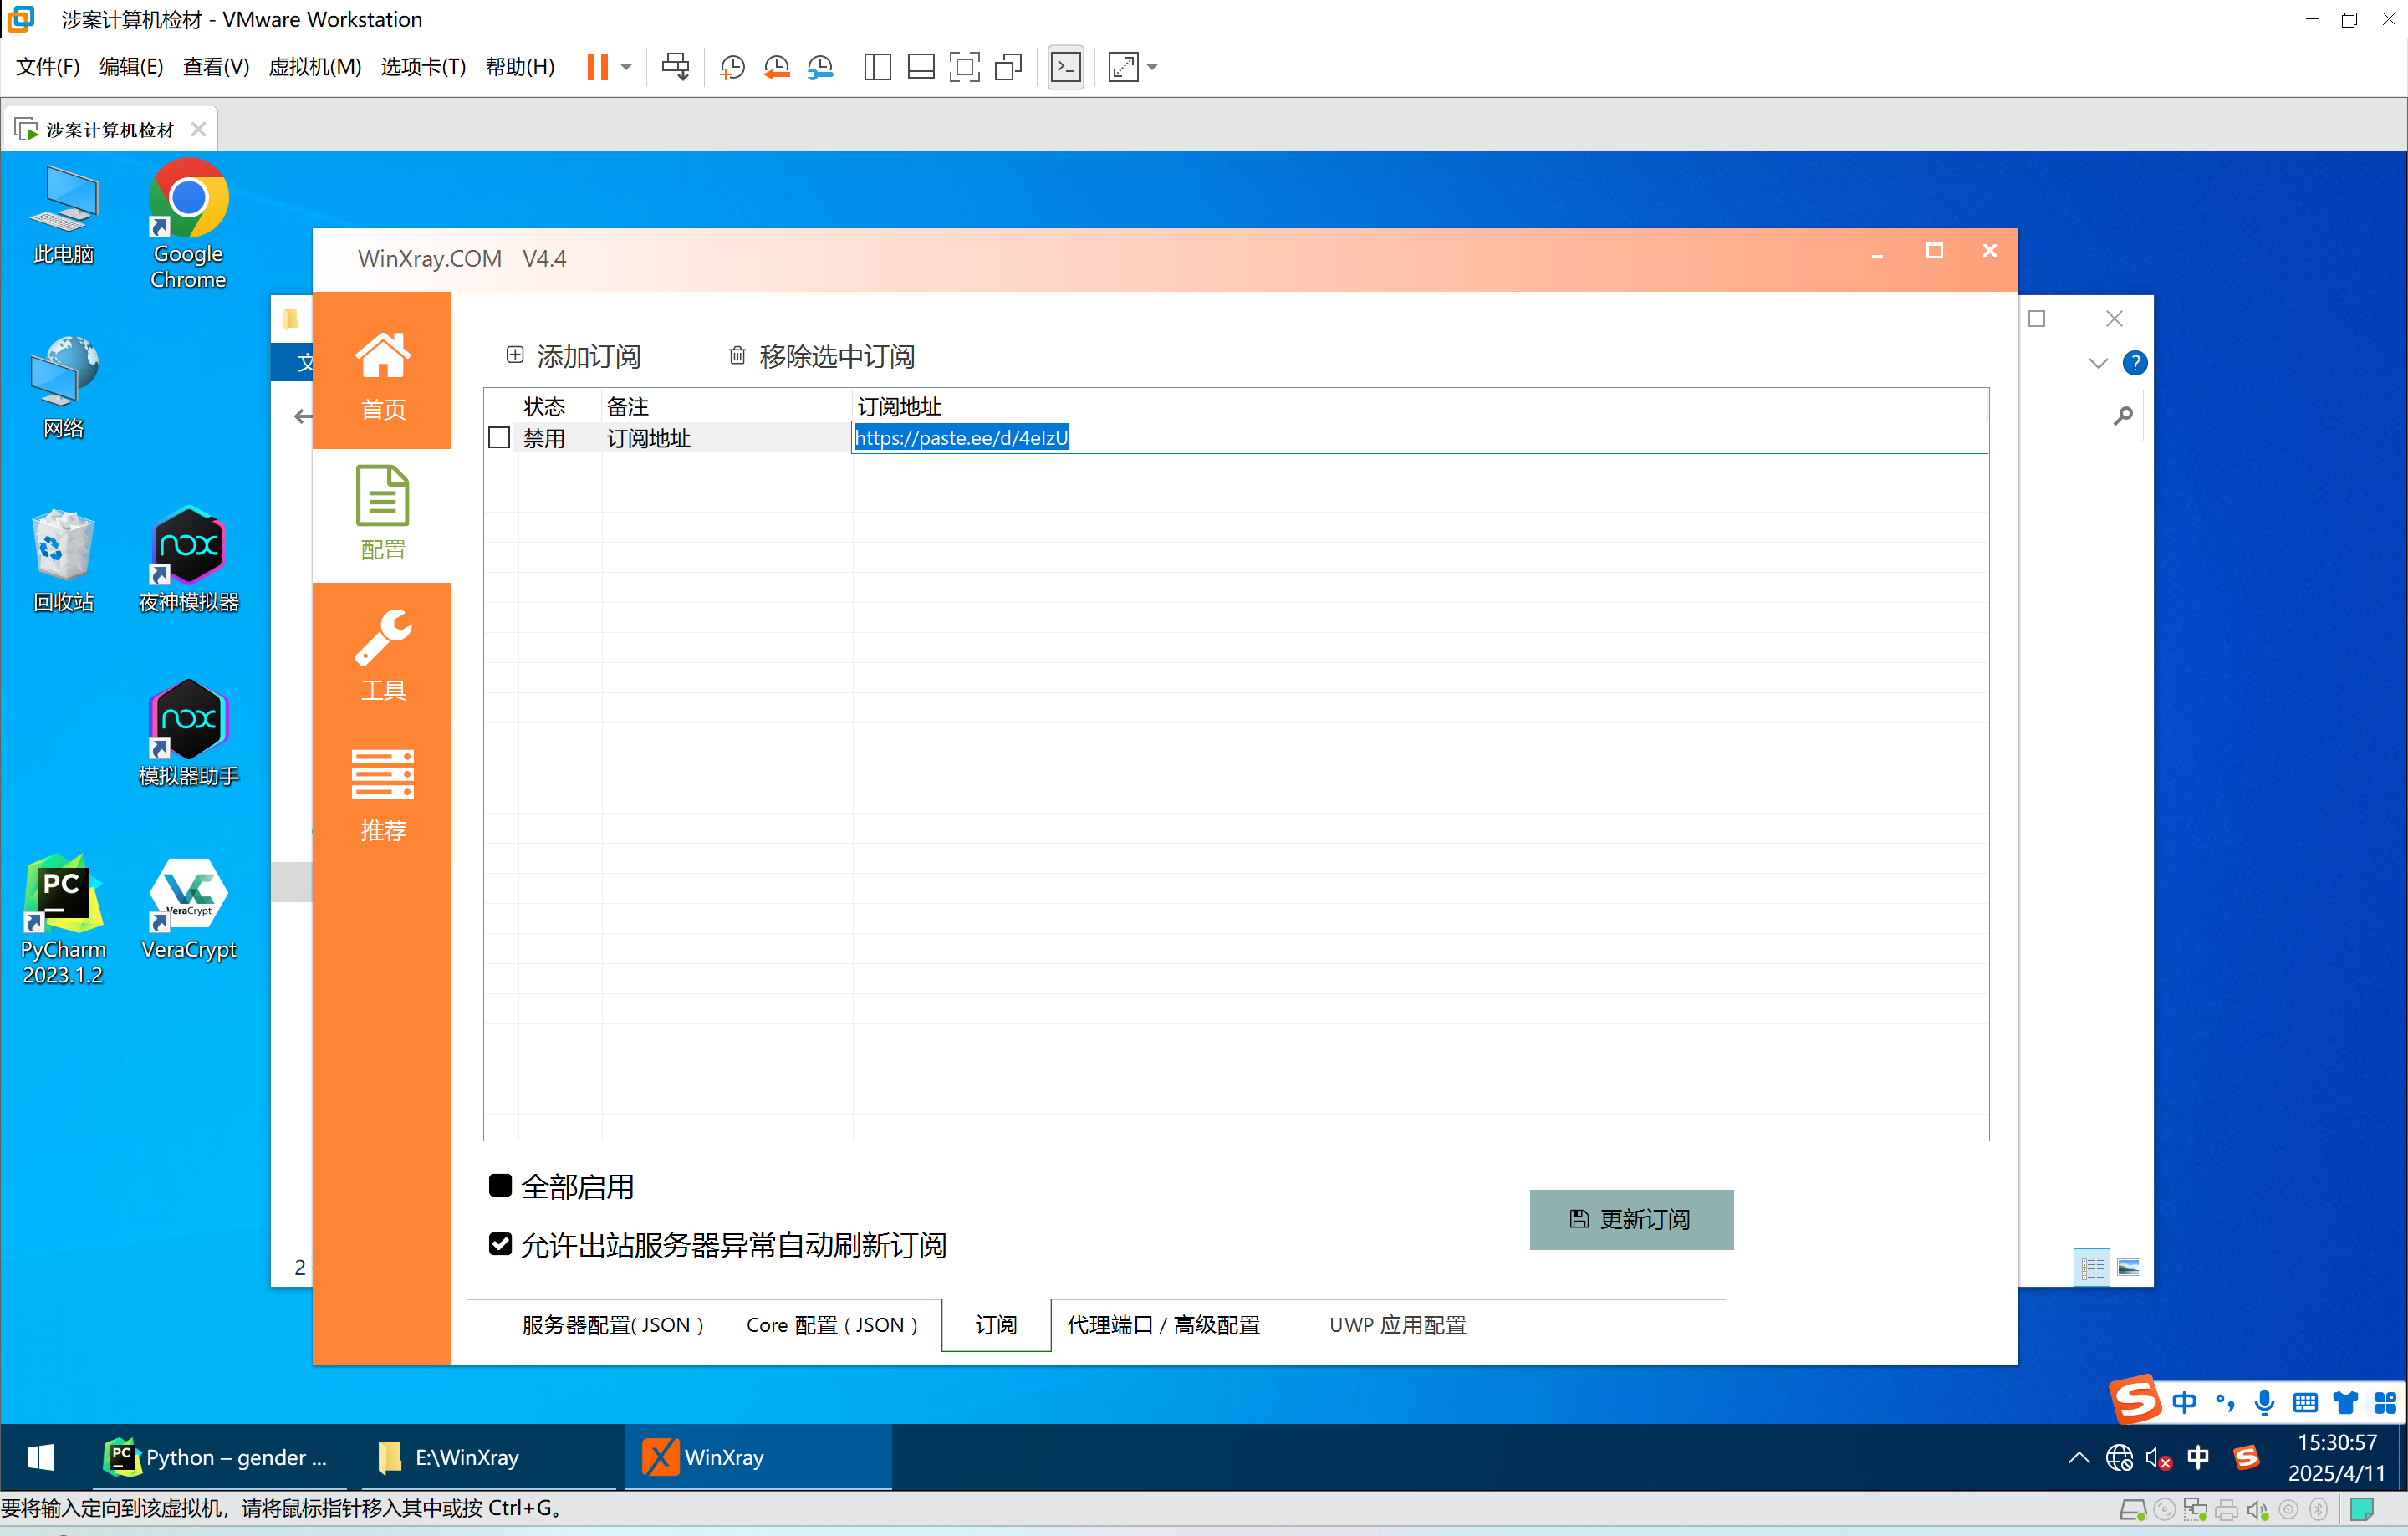 涉案计算机检材 - VMware Workstation
文件(F) 编辑(E) 查看(V) 虚拟机(M) 选项卡(T) 帮助(H)
涉案计算机检材
此电脑
Google Chrome
网络
回收站
夜神模拟器
模拟器助手
PyCharm 2023.1.2
VeraCrypt
WinXray.COM V4.4
首页
配置
工具
推荐
添加订阅 移除选中订阅
状态 备注 订阅地址
禁用 订阅地址 https://paste.ee/d/4eIzU
全部启用
允许出站服务器异常自动刷新订阅
更新订阅
2
服务器配置( JSON ) Core 配置 ( JSON ) 订阅 代理端口 / 高级配置 UWP 应用配置
中
Python – gender ... E:\WinXray WinXray
中
15:30:57
2025/4/11
要将输入定向到该虚拟机，请将鼠标指针移入其中或按 Ctrl+G。